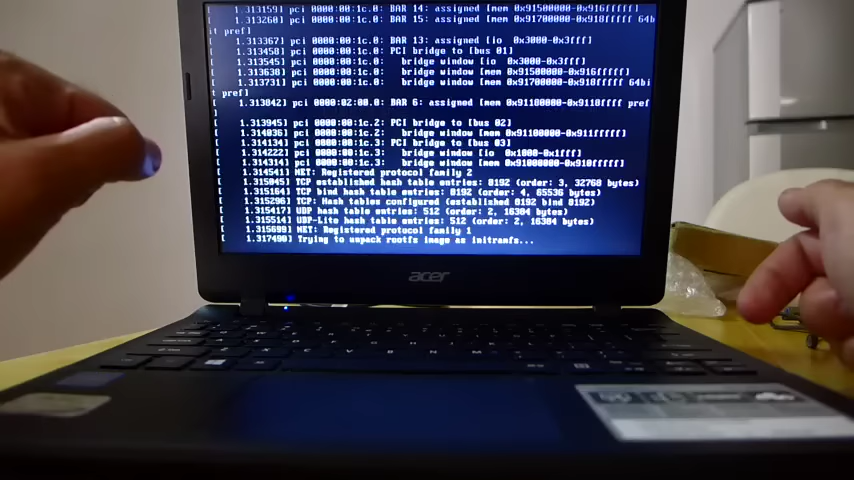 [    1.313159] pci 0000:00:1c.0: BAR 14: assigned [mem 0x91500000-0x916fffff]
[    1.313260] pci 0000:00:1c.0: BAR 15: assigned [mem 0x91700000-0x918fffff 64b
it pref]
[    1.313367] pci 0000:00:1c.0: BAR 13: assigned [io  0x3000-0x3fff]
[    1.313450] pci 0000:00:1c.0: PCI bridge to [bus 01]
[    1.313545] pci 0000:00:1c.0:   bridge window [io  0x3000-0x3fff]
[    1.313630] pci 0000:00:1c.0:   bridge window [mem 0x91500000-0x916fffff]
[    1.313731] pci 0000:00:1c.0:   bridge window [mem 0x91700000-0x918fffff 64bi
t pref]
[    1.313842] pci 0000:02:00.0: BAR 6: assigned [mem 0x91100000-0x9110ffff pref
]
[    1.313945] pci 0000:00:1c.2: PCI bridge to [bus 02]
[    1.314036] pci 0000:00:1c.2:   bridge window [mem 0x91100000-0x911fffff]
[    1.314134] pci 0000:00:1c.3: PCI bridge to [bus 03]
[    1.314222] pci 0000:00:1c.3:   bridge window [io  0x1000-0x1fff]
[    1.314314] pci 0000:00:1c.3:   bridge window [mem 0x91000000-0x910fffff]
[    1.314541] NET: Registered protocol family 2
[    1.315045] TCP established hash table entries: 8192 (order: 3, 32768 bytes)
[    1.315164] TCP bind hash table entries: 8192 (order: 4, 65536 bytes)
[    1.315296] TCP: Hash tables configured (established 8192 bind 8192)
[    1.315417] UDP hash table entries: 512 (order: 2, 16384 bytes)
[    1.315514] UDP-Lite hash table entries: 512 (order: 2, 16384 bytes)
[    1.315699] NET: Registered protocol family 1
[    1.317490] Trying to unpack rootfs image as initramfs...
acer